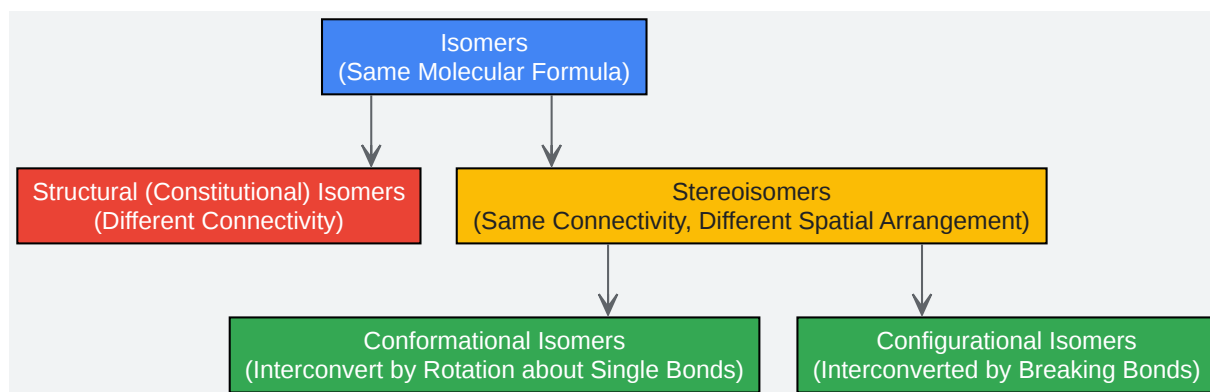 Isomers
(Same Molecular Formula)
Structural (Constitutional) Isomers
(Different Connectivity)
Stereoisomers
(Same Connectivity, Different Spatial Arrangement)
Conformational Isomers
(Interconvert by Rotation about Single Bonds)
Configurational Isomers
(Interconverted by Breaking Bonds)